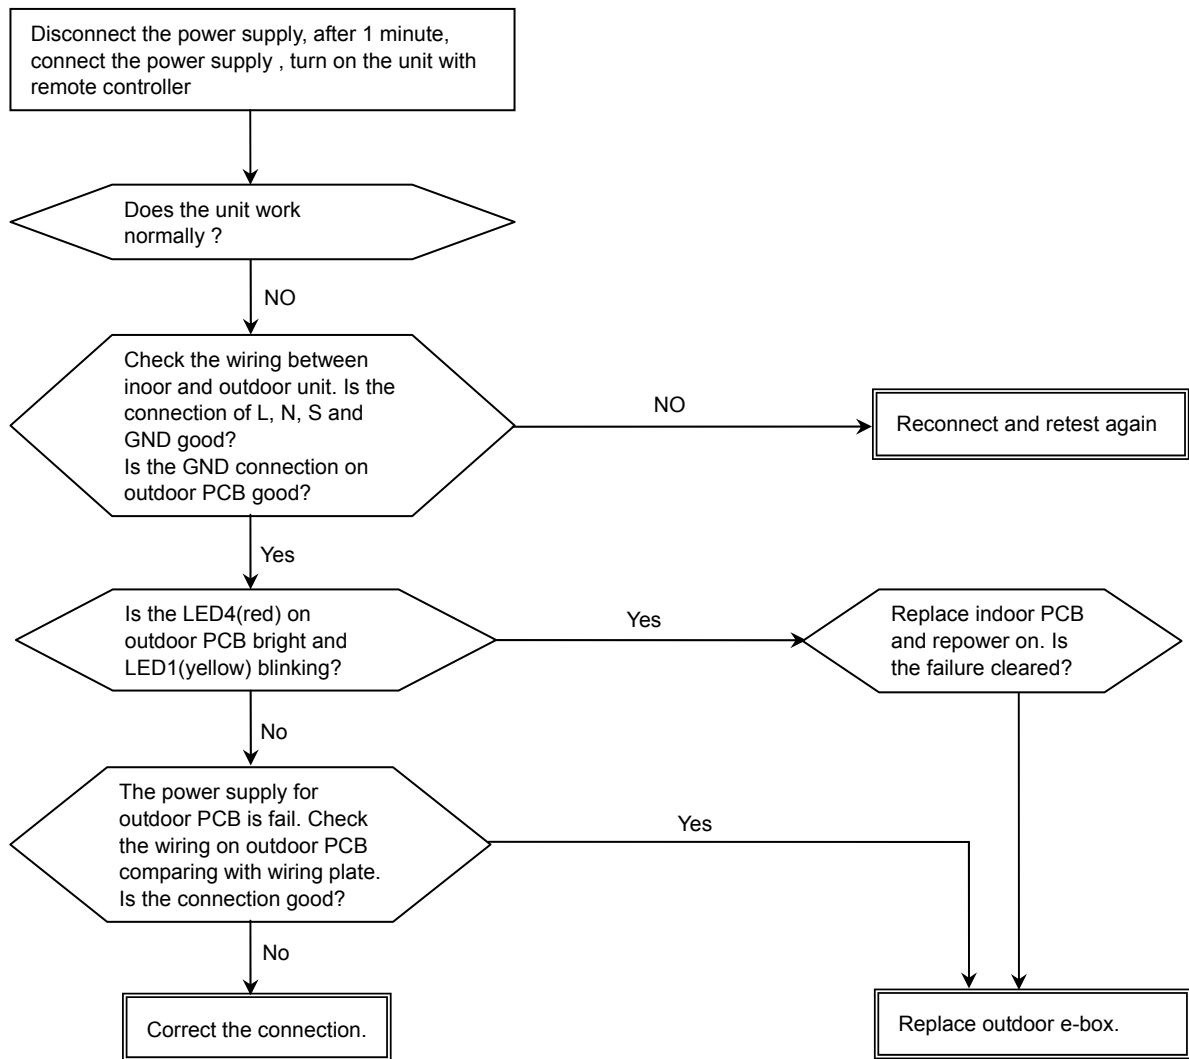 Disconnect the power supply, after 1 minute,
connect the power supply , turn on the unit with
remote controller
Does the unit work
normally ?
NO
Check the wiring between
inoor and outdoor unit. Is the
connection of L, N, S and
GND good?
Is the GND connection on
outdoor PCB good?
NO
Reconnect and retest again
Yes
Is the LED4(red) on
outdoor PCB bright and
LED1(yellow) blinking?
Yes
Replace indoor PCB
and repower on. Is
the failure cleared?
No
The power supply for
outdoor PCB is fail. Check
the wiring on outdoor PCB
comparing with wiring plate.
Is the connection good?
Yes
No
Correct the connection.
Replace outdoor e-box.